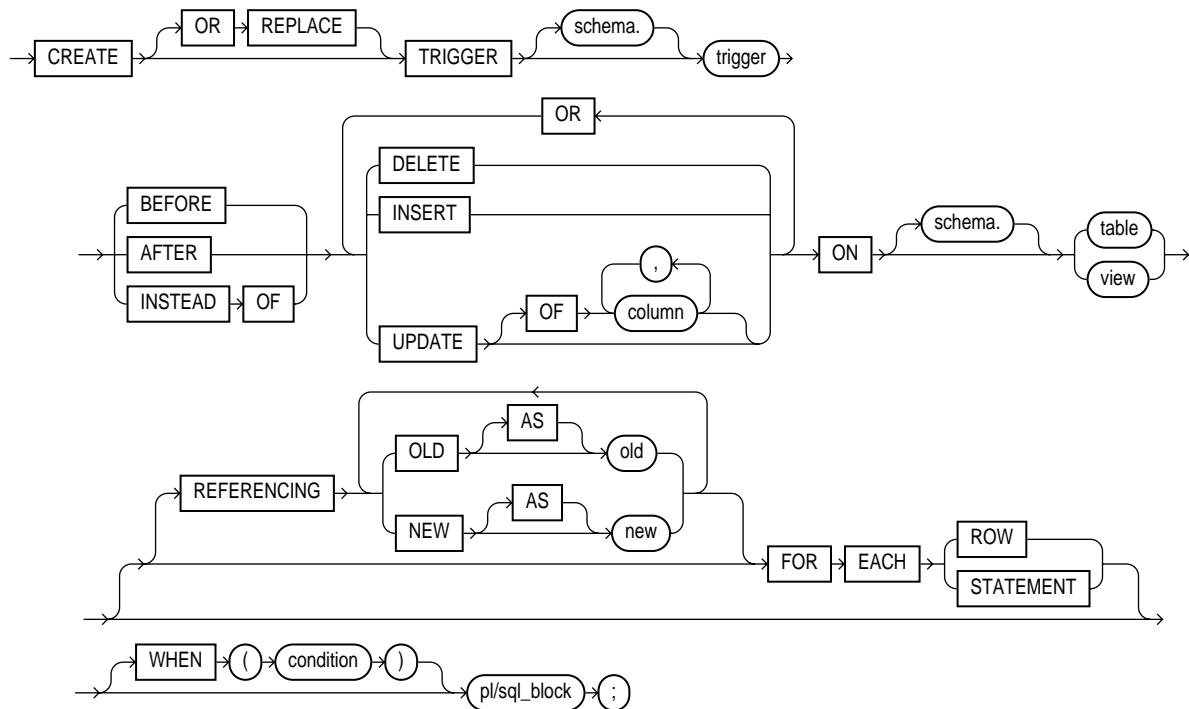 OR REPLACE schema.
CREATE TRIGGER trigger
OR
DELETE
BEFORE INSERT schema. table
AFTER , ON
INSTEAD OF OF column view
UPDATE
AS
OLD old
REFERENCING
AS
NEW new
ROW
FOR EACH
STATEMENT
WHEN ( condition )
pl/sql_block ;